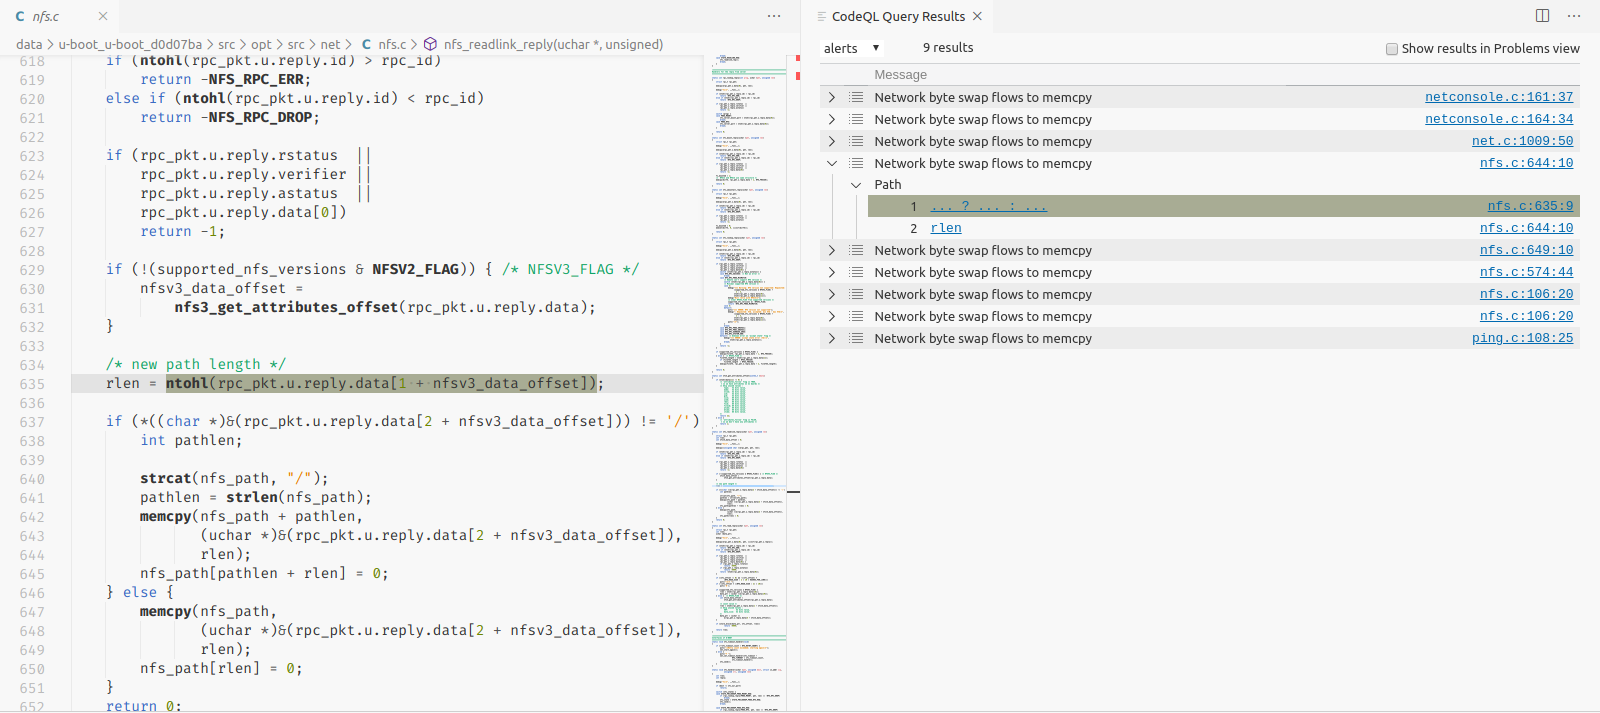 C nfs.c ×
data > u-boot_u-boot_d0d07ba > src > opt > src > net > C nfs.c > nfs_readlink_reply(uchar *, unsigned)
618 if (ntohl(rpc_pkt.u.reply.id) > rpc_id)
619 return -NFS_RPC_ERR;
620 else if (ntohl(rpc_pkt.u.reply.id) < rpc_id)
621 return -NFS_RPC_DROP;
622
623 if (rpc_pkt.u.reply.rstatus ||
624 rpc_pkt.u.reply.verifier ||
625 rpc_pkt.u.reply.astatus ||
626 rpc_pkt.u.reply.data[0])
627 return -1;
628
629 if (!(supported_nfs_versions & NFSV2_FLAG)) { /* NFSV3_FLAG */
630 nfsv3_data_offset =
631 nfs3_get_attributes_offset(rpc_pkt.u.reply.data);
632 }
633
634 /* new path length */
635 rlen = ntohl(rpc_pkt.u.reply.data[1 + nfsv3_data_offset]);
636
637 if (*((char *)&(rpc_pkt.u.reply.data[2 + nfsv3_data_offset])) != '/')
638 int pathlen;
639
640 strcat(nfs_path, "/");
641 pathlen = strlen(nfs_path);
642 memcpy(nfs_path + pathlen,
643 (uchar *)&(rpc_pkt.u.reply.data[2 + nfsv3_data_offset]),
644 rlen);
645 nfs_path[pathlen + rlen] = 0;
646 } else {
647 memcpy(nfs_path,
648 (uchar *)&(rpc_pkt.u.reply.data[2 + nfsv3_data_offset]),
649 rlen);
650 nfs_path[rlen] = 0;
651 }
652 return 0;
CodeQL Query Results ×
alerts 9 results Show results in Problems view
Message
Network byte swap flows to memcpy netconsole.c:161:37
Network byte swap flows to memcpy netconsole.c:164:34
Network byte swap flows to memcpy net.c:1009:50
Network byte swap flows to memcpy nfs.c:644:10
Path
1 ... ? ... : ... nfs.c:635:9
2 rlen nfs.c:644:10
Network byte swap flows to memcpy nfs.c:649:10
Network byte swap flows to memcpy nfs.c:574:44
Network byte swap flows to memcpy nfs.c:106:20
Network byte swap flows to memcpy nfs.c:106:20
Network byte swap flows to memcpy ping.c:108:25